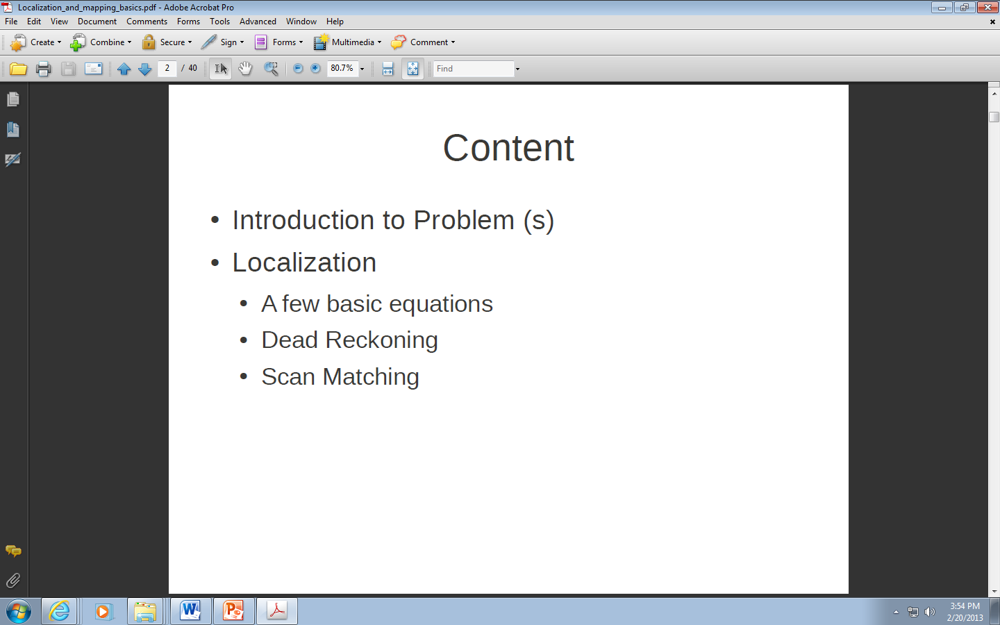 Localization_and_mapping_basics.pdf - Adobe Acrobat Pro
File Edit View Document Comments Forms Tools Advanced Window Help
Create Combine Secure Sign Forms Multimedia Comment
2 / 40 80.7% Find
Content
• Introduction to Problem (s)
• Localization
• A few basic equations
• Dead Reckoning
• Scan Matching
3:54 PM
2/20/2013